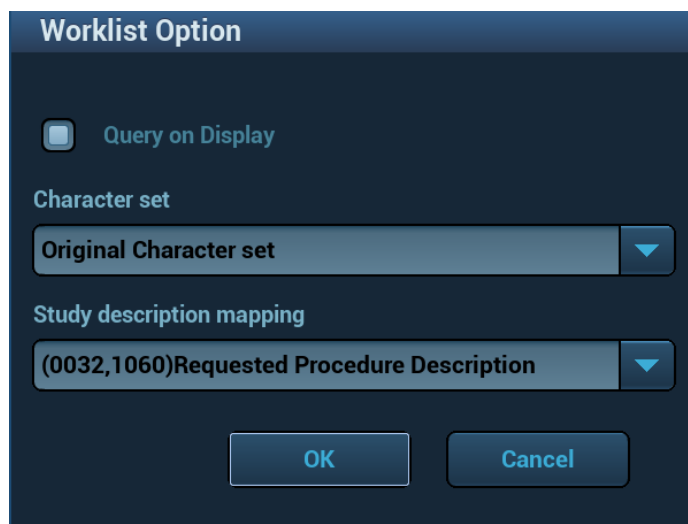 Worklist Option
Query on Display
Character set
Original Character set
Study description mapping
(0032,1060)Requested Procedure Description
OK
Cancel